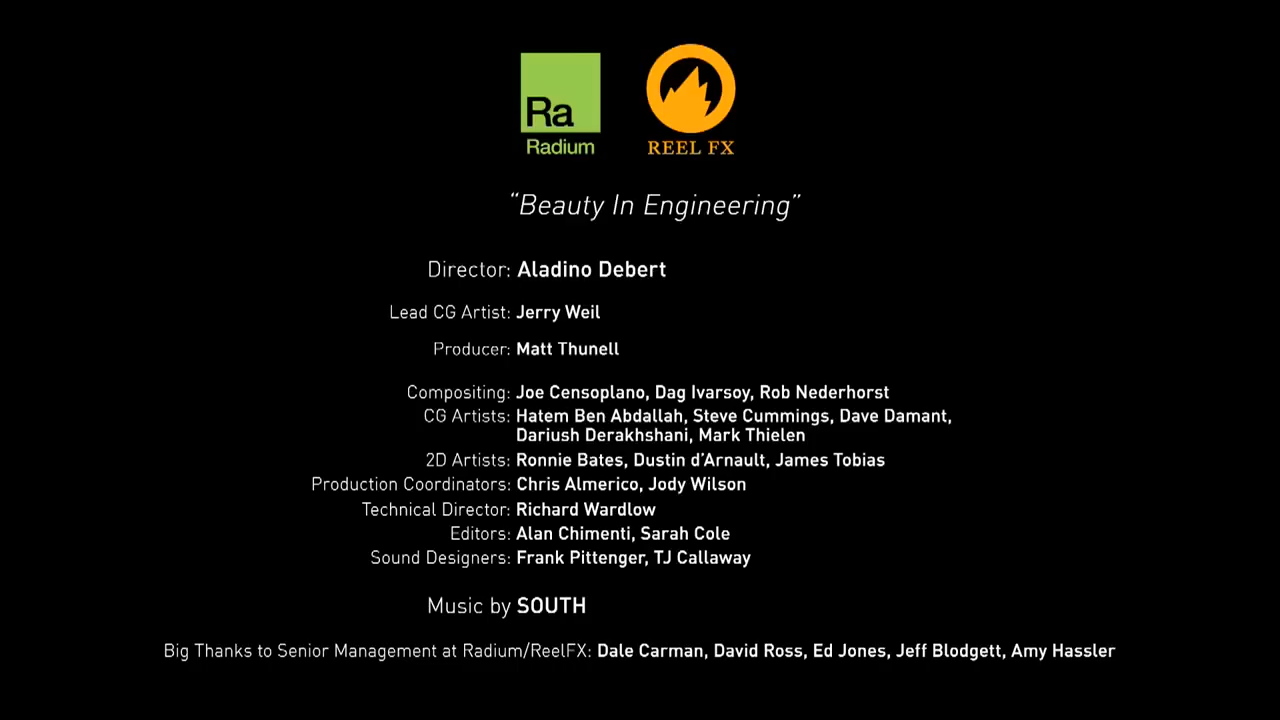 Ra
Radium
REEL FX
“Beauty In Engineering”
Director: Aladino Debert
Lead CG Artist: Jerry Weil
Producer: Matt Thunell
Compositing: Joe Censoplano, Dag Ivarsoy, Rob Nederhorst
CG Artists: Hatem Ben Abdallah, Steve Cummings, Dave Damant,
Dariush Derakhshani, Mark Thielen
2D Artists: Ronnie Bates, Dustin d’Arnault, James Tobias
Production Coordinators: Chris Almerico, Jody Wilson
Technical Director: Richard Wardlow
Editors: Alan Chimenti, Sarah Cole
Sound Designers: Frank Pittenger, TJ Callaway
Music by SOUTH
Big Thanks to Senior Management at Radium/ReelFX: Dale Carman, David Ross, Ed Jones, Jeff Blodgett, Amy Hassler